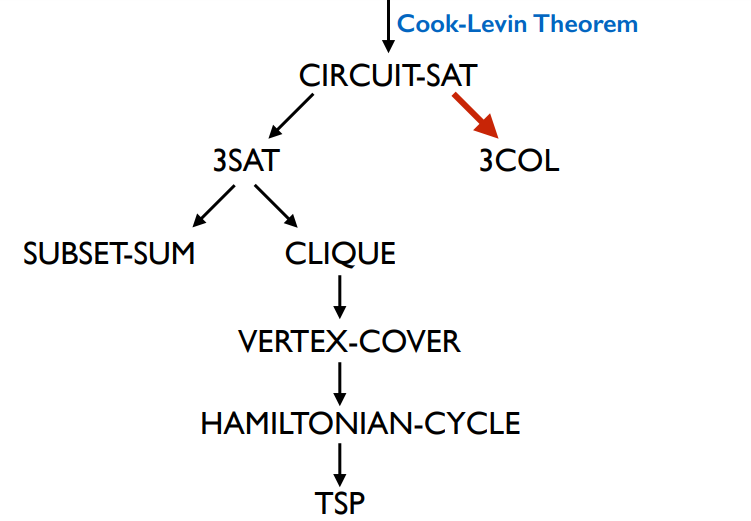 Cook-Levin Theorem
CIRCUIT-SAT
3SAT
3COL
SUBSET-SUM
CLIQUE
VERTEX-COVER
HAMILTONIAN-CYCLE
TSP